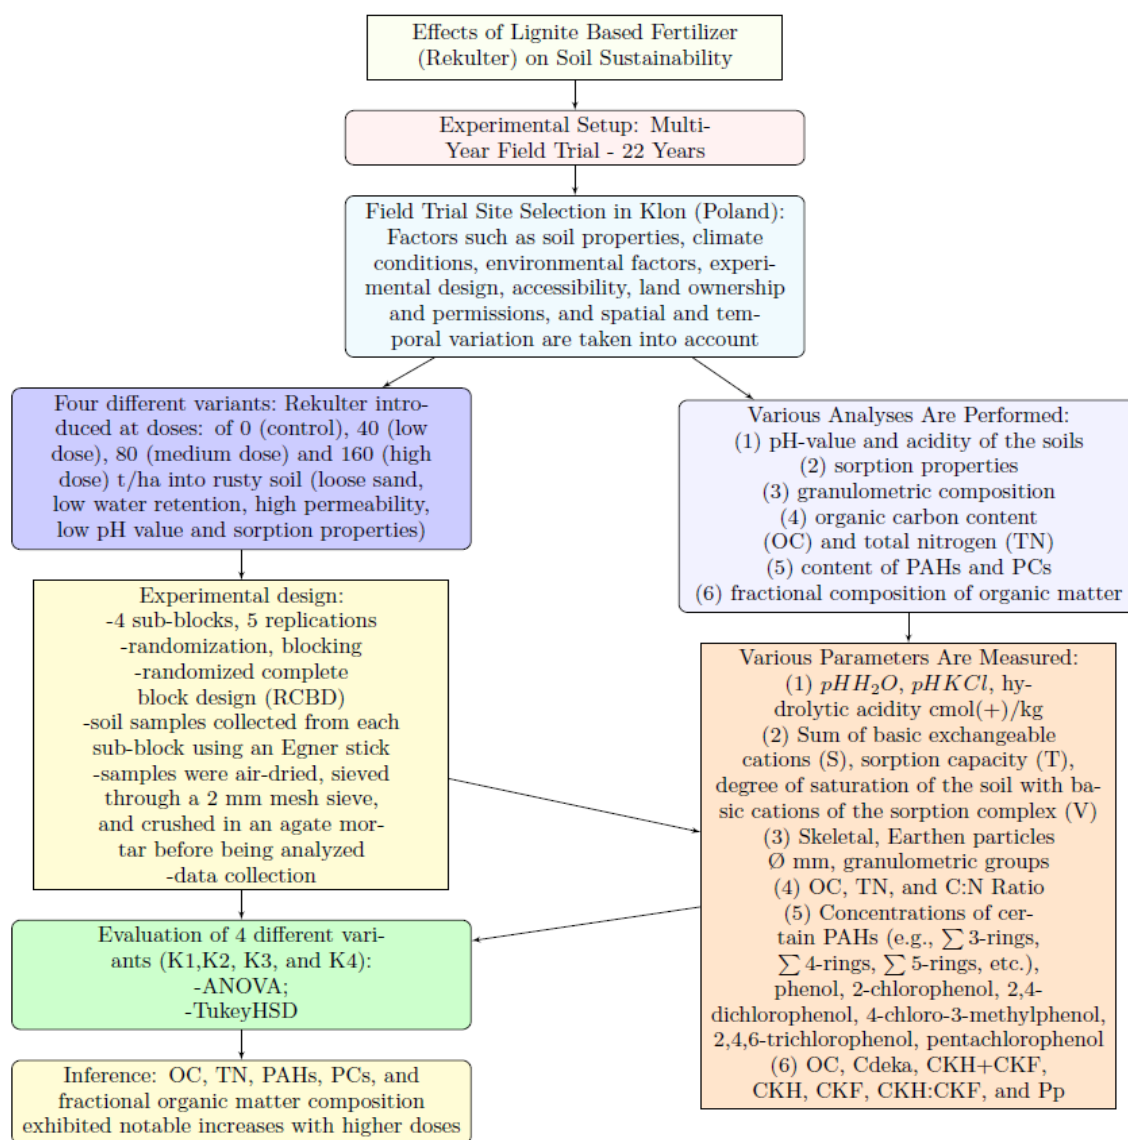 Effects of Lignite Based Fertilizer
(Rekulter) on Soil Sustainability
Experimental Setup: Multi-
Year Field Trial - 22 Years
Field Trial Site Selection in Klon (Poland):
Factors such as soil properties, climate
conditions, environmental factors, experi-
mental design, accessibility, land ownership
and permissions, and spatial and tem-
poral variation are taken into account
Four different variants: Rekulter intro-
duced at doses: of 0 (control), 40 (low
dose), 80 (medium dose) and 160 (high
dose) t/ha into rusty soil (loose sand,
low water retention, high permeability,
low pH value and sorption properties)
Various Analyses Are Performed:
(1) pH-value and acidity of the soils
(2) sorption properties
(3) granulometric composition
(4) organic carbon content
(OC) and total nitrogen (TN)
(5) content of PAHs and PCs
(6) fractional composition of organic matter
Experimental design:
-4 sub-blocks, 5 replications
-randomization, blocking
-randomized complete
block design (RCBD)
-soil samples collected from each
sub-block using an Egner stick
-samples were air-dried, sieved
through a 2 mm mesh sieve,
and crushed in an agate mor-
tar before being analyzed
-data collection
Various Parameters Are Measured:
(1) pHH₂O, pHKCl, hy-
drolytic acidity cmol(+)/kg
(2) Sum of basic exchangeable
cations (S), sorption capacity (T),
degree of saturation of the soil with ba-
sic cations of the sorption complex (V)
(3) Skeletal, Earthen particles
Ø mm, granulometric groups
(4) OC, TN, and C:N Ratio
(5) Concentrations of cer-
tain PAHs (e.g., ∑ 3-rings,
∑ 4-rings, ∑ 5-rings, etc.),
phenol, 2-chlorophenol, 2,4-
dichlorophenol, 4-chloro-3-methylphenol,
2,4,6-trichlorophenol, pentachlorophenol
(6) OC, Cdeka, CKH+CKF,
CKH, CKF, CKH:CKF, and Pp
Evaluation of 4 different vari-
ants (K1,K2, K3, and K4):
-ANOVA;
-TukeyHSD
Inference: OC, TN, PAHs, PCs, and
fractional organic matter composition
exhibited notable increases with higher doses